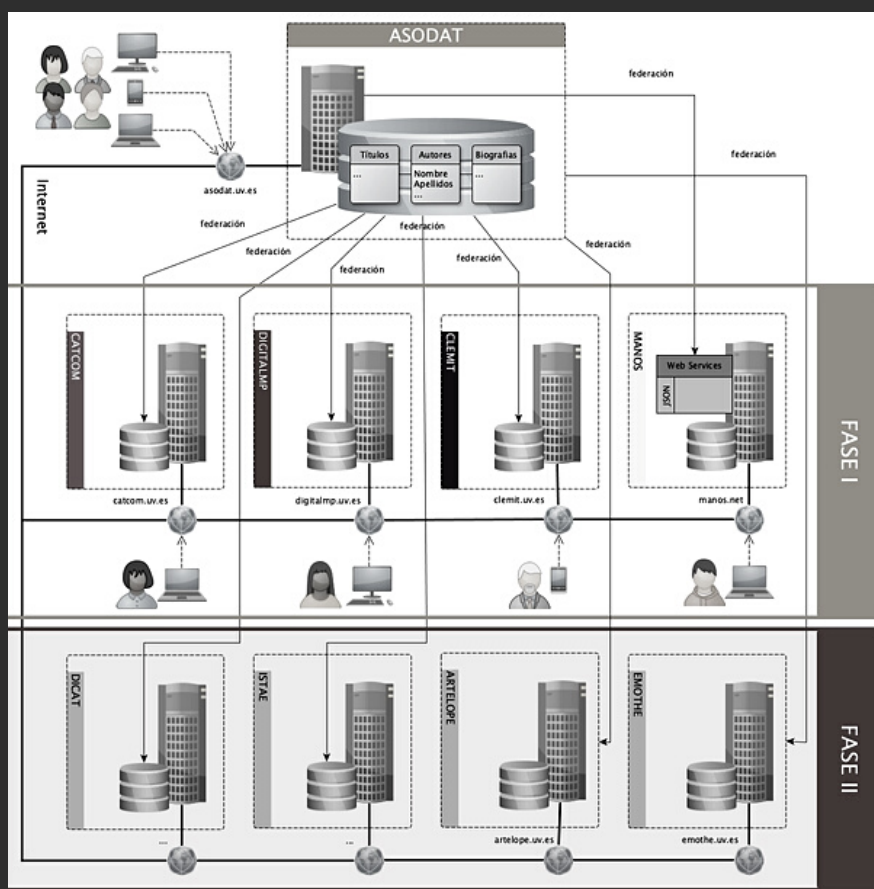 ASODAT
federación
Títulos
...
Autores
Nombre
Apellidos
...
Biografías
...
federación
asodat.uv.es
Internet
federación
federación
federación
federación
federación
federación
CATCOM
DIGITALMP
CLEMIT
MANOS
Web Services
JSON
FASE I
catcom.uv.es
digitalmp.uv.es
clemit.uv.es
manos.net
DICAT
ISTAE
ARTELOPE
EMOTHE
FASE II
...
...
artelope.uv.es
emothe.uv.es